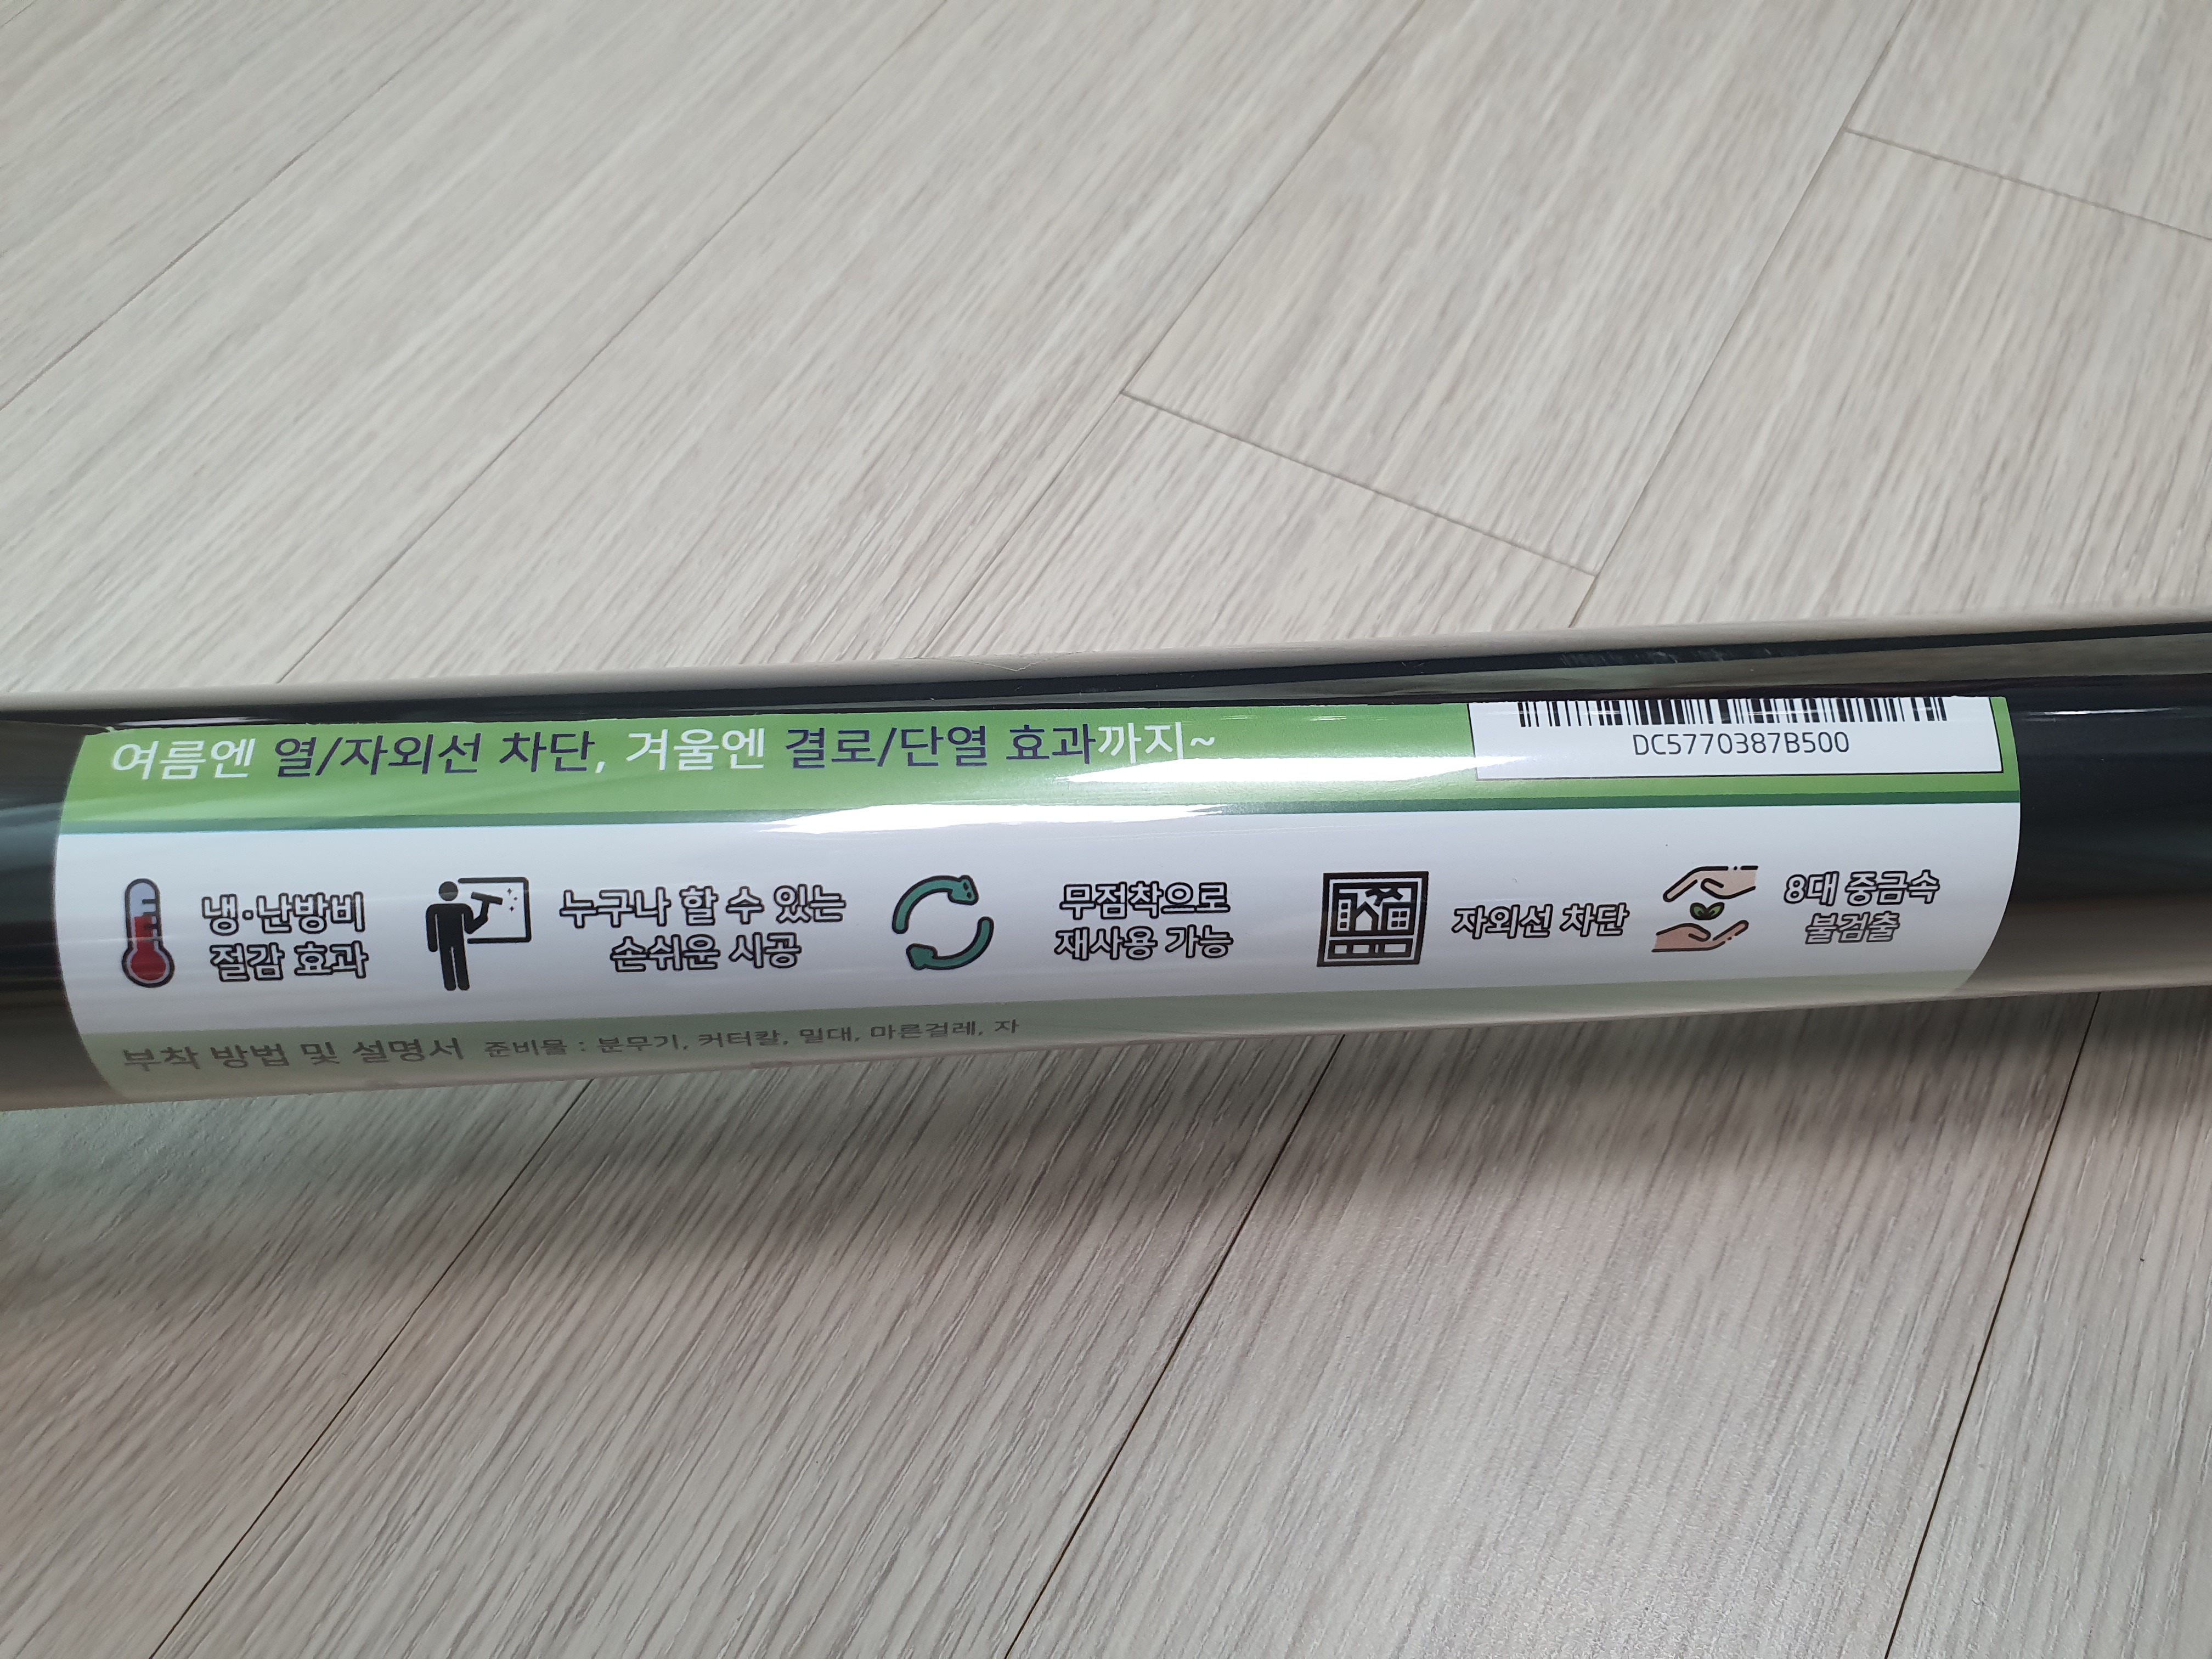 여름엔 열/자외선 차단, 겨울엔 결로/단열 효과까지~
DC5770387B500
냉·난방비
절감 효과
누구나 할 수 있는
손쉬운 시공
무점착으로
재사용 가능
자외선 차단
8대 중금속
불검출
부착 방법 및 설명서 준비물 : 분무기, 커터칼, 밀대, 마른걸레, 자